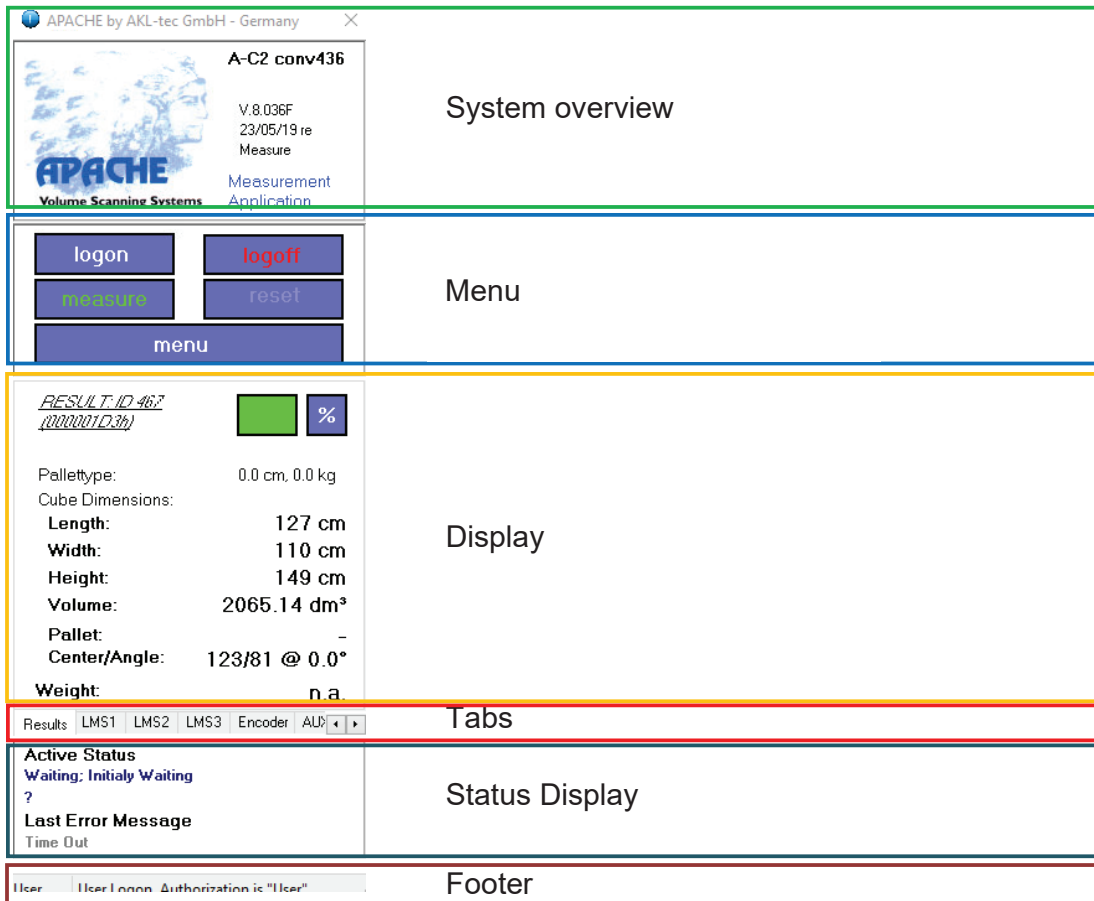 APACHE by AKL-tec GmbH - Germany
A-C2 conv436
V.8.036F
23/05/19 re
Measure
APACHE
Volume Scanning Systems
Measurement
Application
System overview
logon
logoff
measure
reset
menu
Menu
RESULT: ID 467
(000001D3h)
%
Pallettype: 0.0 cm, 0.0 kg
Cube Dimensions:
Length: 127 cm
Width: 110 cm
Height: 149 cm
Volume: 2065.14 dm³
Pallet: -
Center/Angle: 123/81 @ 0.0°
Weight: n.a.
Display
Results LMS1 LMS2 LMS3 Encoder AUX
Tabs
Active Status
Waiting; Initialy Waiting
?
Last Error Message
Time Out
Status Display
User User Logon. Authorization is "User"
Footer